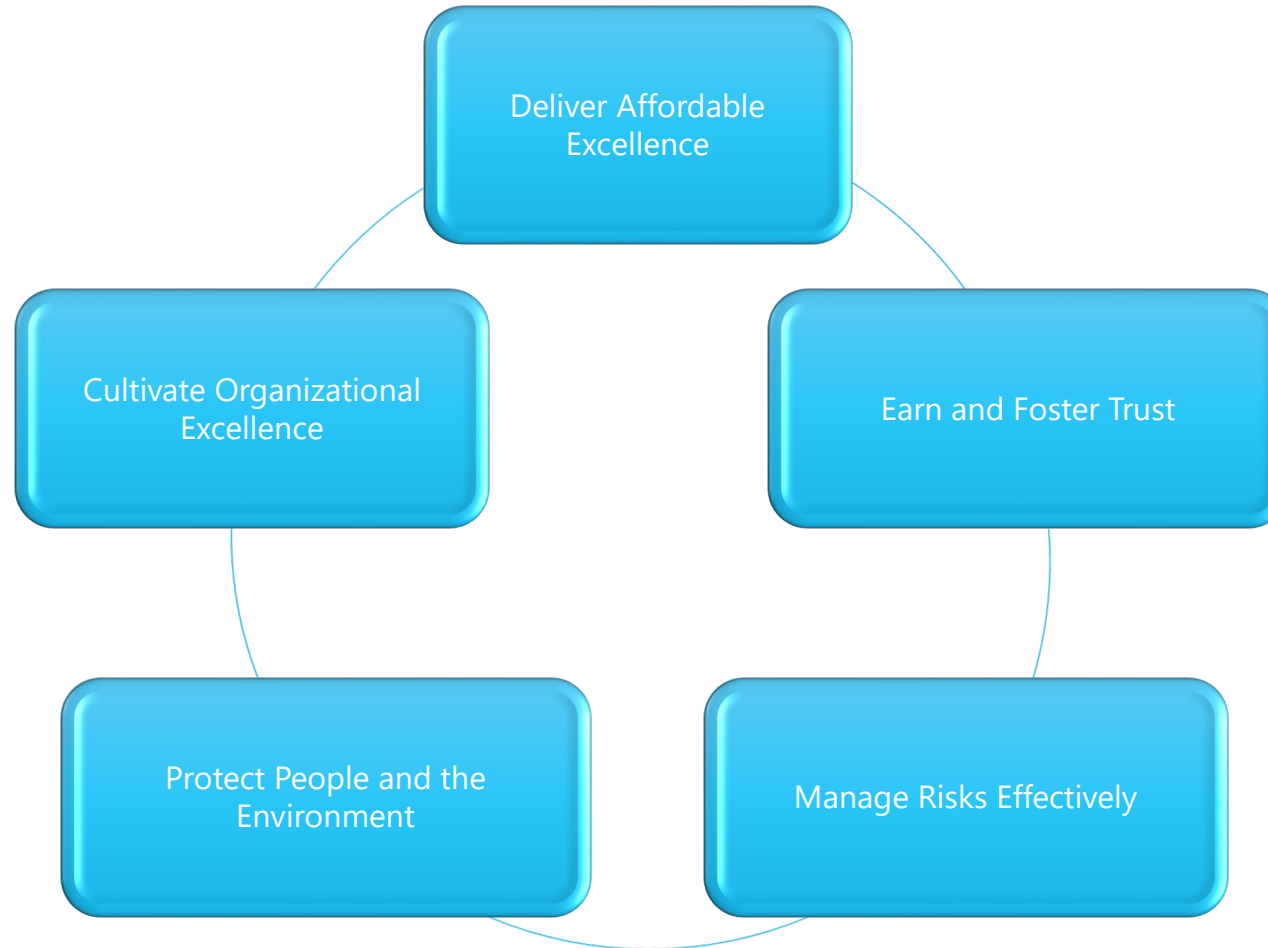 Deliver Affordable
Excellence
Cultivate Organizational
Excellence
Earn and Foster Trust
Protect People and the
Environment
Manage Risks Effectively